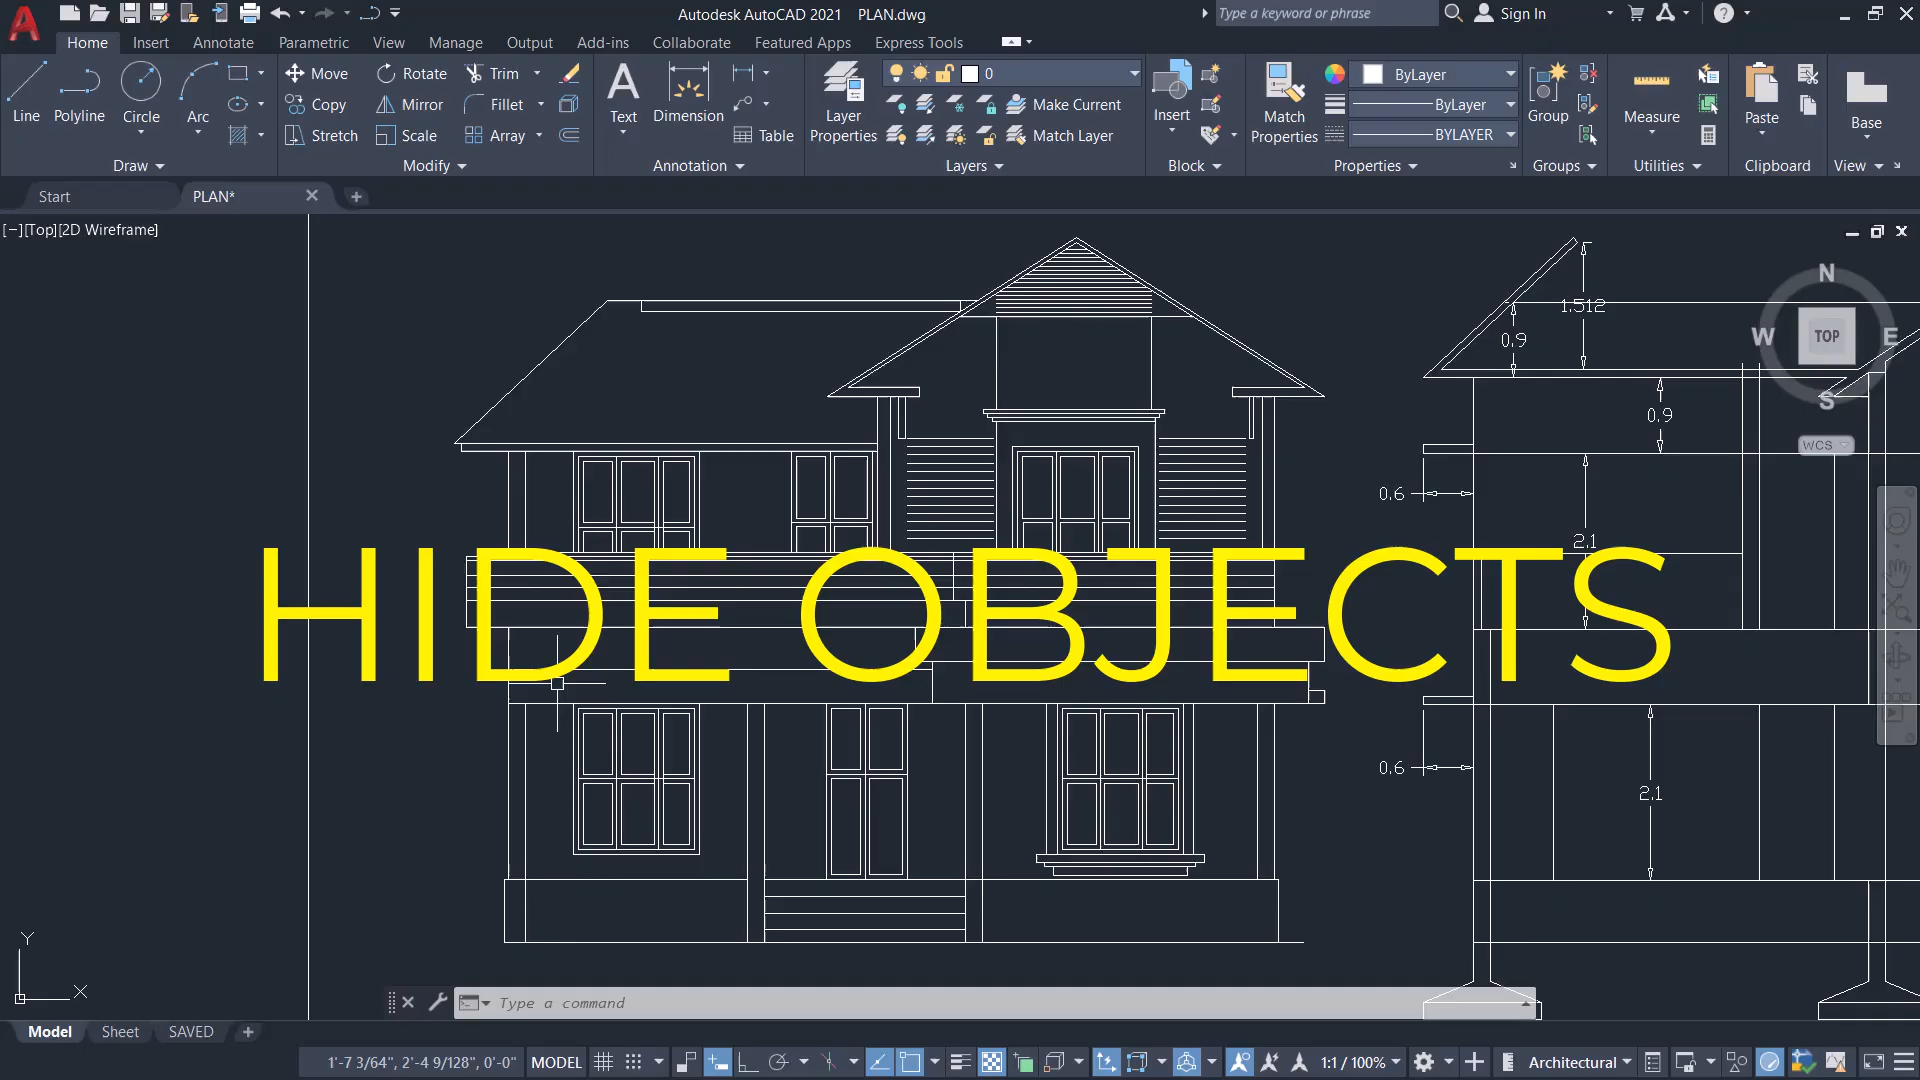 Autodesk AutoCAD 2021 PLAN.dwg
Type a keyword or phrase
Sign In
Home Insert Annotate Parametric View Manage Output Add-ins Collaborate Featured Apps Express Tools
Line Polyline Circle Arc
Move Rotate Trim
Copy Mirror Fillet
Stretch Scale Array
Text Dimension Table
Layer Properties
0
Make Current
Match Layer
Insert
Match Properties
ByLayer
ByLayer
BYLAYER
Group Measure Paste Base
Draw Modify Annotation Layers Block Properties Groups Utilities Clipboard View
Start PLAN*
[−][Top][2D Wireframe]
N
W TOP E
S
WCS
1.512
0.9
0.9
0.6
2.1
HIDE OBJECTS
0.6
2.1
Y
X
Type a command
Model Sheet SAVED
1'-7 3/64", 2'-4 9/128", 0'-0" MODEL 1:1 / 100% Architectural